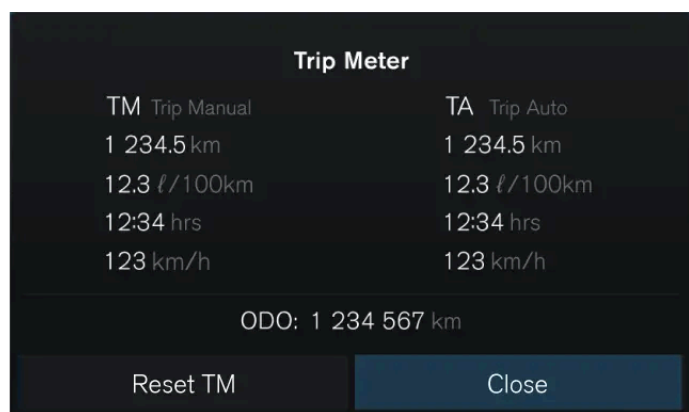 Trip Meter
TM Trip Manual
1 234.5 km
12.3 ℓ/100km
12:34 hrs
123 km/h
TA Trip Auto
1 234.5 km
12.3 ℓ/100km
12:34 hrs
123 km/h
ODO: 1 234 567 km
Reset TM
Close